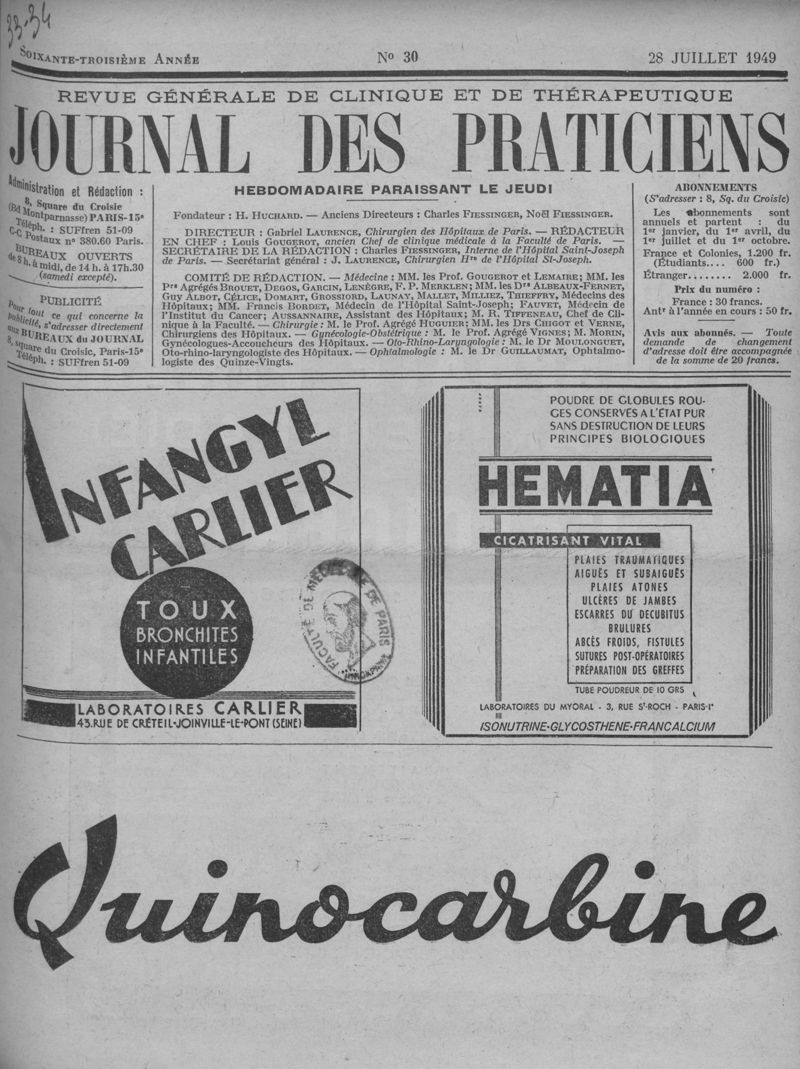 33-34
SOIXANTE-TROISIÈME ANNÉE
No 30
28 JUILLET 1949
REVUE GÉNÉRALE DE CLINIQUE ET DE THÉRAPEUTIQUE
JOURNAL DES PRATICIENS
Administration et Rédaction :
8, Square du Croisic
(Bd Montparnasse) PARIS-15e
Téléph. : SUFfren 51-09
C-C Postaux no 380.60 Paris.
BUREAUX OUVERTS
de 8 h. à midi, de 14 h. à 17h.30
(samedi excepté).
PUBLICITÉ
Pour tout ce qui concerne la
publicité, s'adresser directement
aux BUREAUX du JOURNAL
8, square du Croisic, Paris-15e
Téléph. : SUFfren 51-09
HEBDOMADAIRE PARAISSANT LE JEUDI
Fondateur : H. HUCHARD. — Anciens Directeurs : Charles FIESSINGER, Noël FIESSINGER.
DIRECTEUR : Gabriel LAURENCE, Chirurgien des Hôpitaux de Paris. — RÉDACTEUR
EN CHEF : Louis GOUGEROT, ancien Chef de clinique médicale à la Faculté de Paris. —
SECRÉTAIRE DE LA RÉDACTION : Charles FIESSINGER, Interne de l'Hôpital Saint-Joseph
de Paris. — Secrétariat général : J. LAURENCE, Chirurgien Hre de l'Hôpital St-Joseph.
COMITÉ DE RÉDACTION. — Médecine : MM. les Prof. GOUGEROT et LEMAIRE; MM. les
Prs Agrégés BROUET, DEGOS, GARCIN, LENÈGRE, F. P. MERKLEN; MM. les Drs ALBEAUX-FERNET,
GUY ALBOT, CÉLICE, DOMART, GROSSIORD, LAUNAY, MALLET, MILLIEZ, THIEFFRY, Médecins des
Hôpitaux; MM. Francis BORDET, Médecin de l'Hôpital Saint-Joseph; FAUVET, Médecin de
l'Institut du Cancer; AUSSANNAIRE, Assistant des Hôpitaux; M. R. TIFFENEAU, Chef de Cli-
nique à la Faculté. — Chirurgie : M. le Prof. Agrégé HUGUIER; MM. les Drs CHIGOT et VERNE,
Chirurgiens des Hôpitaux. — Gynécologie-Obstétrique : M. le Prof. Agrégé VIGNES; M. MORIN,
Gynécologues-Accoucheurs des Hôpitaux. — Oto-Rhino-Laryngologie : M. le Dr MOULONGUET,
Oto-rhino-laryngologiste des Hôpitaux. — Ophtalmologie : M. le Dr GUILLAUMAT, Ophtalmo-
logiste des Quinze-Vingts.
ABONNEMENTS
(S'adresser : 8, Sq. du Croisic)
Les abonnements sont
annuels et partent : du
1er janvier, du 1er avril, du
1er juillet et du 1er octobre.
France et Colonies, 1.200 fr.
(Étudiants.... 600 fr.)
Étranger........ 2.000 fr.
Prix du numéro :
France : 30 francs.
Antr à l'année en cours : 50 fr.
Avis aux abonnés. — Toute
demande de changement
d'adresse doit être accompagnée
de la somme de 20 francs.
INFANGYL
CARLIER
TOUX
BRONCHITES
INFANTILES
LABORATOIRES CARLIER
43, RUE DE CRÉTEIL-JOINVILLE-LE-PONT (SEINE)
FACULTÉ DE MÉDECINE DE PARIS
POUDRE DE GLOBULES ROU-
GES CONSERVÉS A L'ÉTAT PUR
SANS DESTRUCTION DE LEURS
PRINCIPES BIOLOGIQUES
HEMATIA
CICATRISANT VITAL
PLAIES TRAUMATIQUES
AIGUËS ET SUBAIGUËS
PLAIES ATONES
ULCÈRES DE JAMBES
ESCARRES DU DECUBITUS
BRULURES
ABCÈS FROIDS, FISTULES
SUTURES POST-OPÉRATOIRES
PRÉPARATION DES GREFFES
TUBE POUDREUR DE 10 GRS
LABORATOIRES DU MYORAL - 3, RUE St-ROCH - PARIS-Ie
ISONUTRINE-GLYCOSTHENE-FRANCALCIUM
Quinocarbine